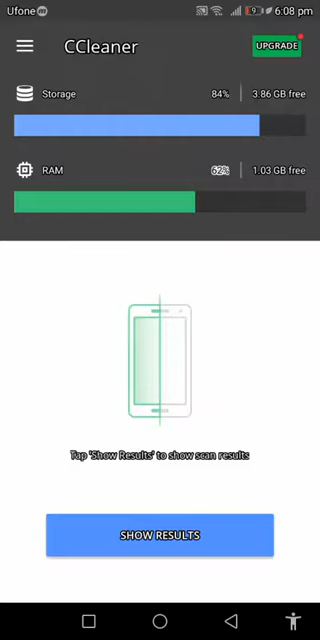 Ufone m 9 6:08 pm
CCleaner UPGRADE
Storage 84% 3.86 GB free
RAM 62% 1.03 GB free
Tap 'Show Results' to show scan results
SHOW RESULTS